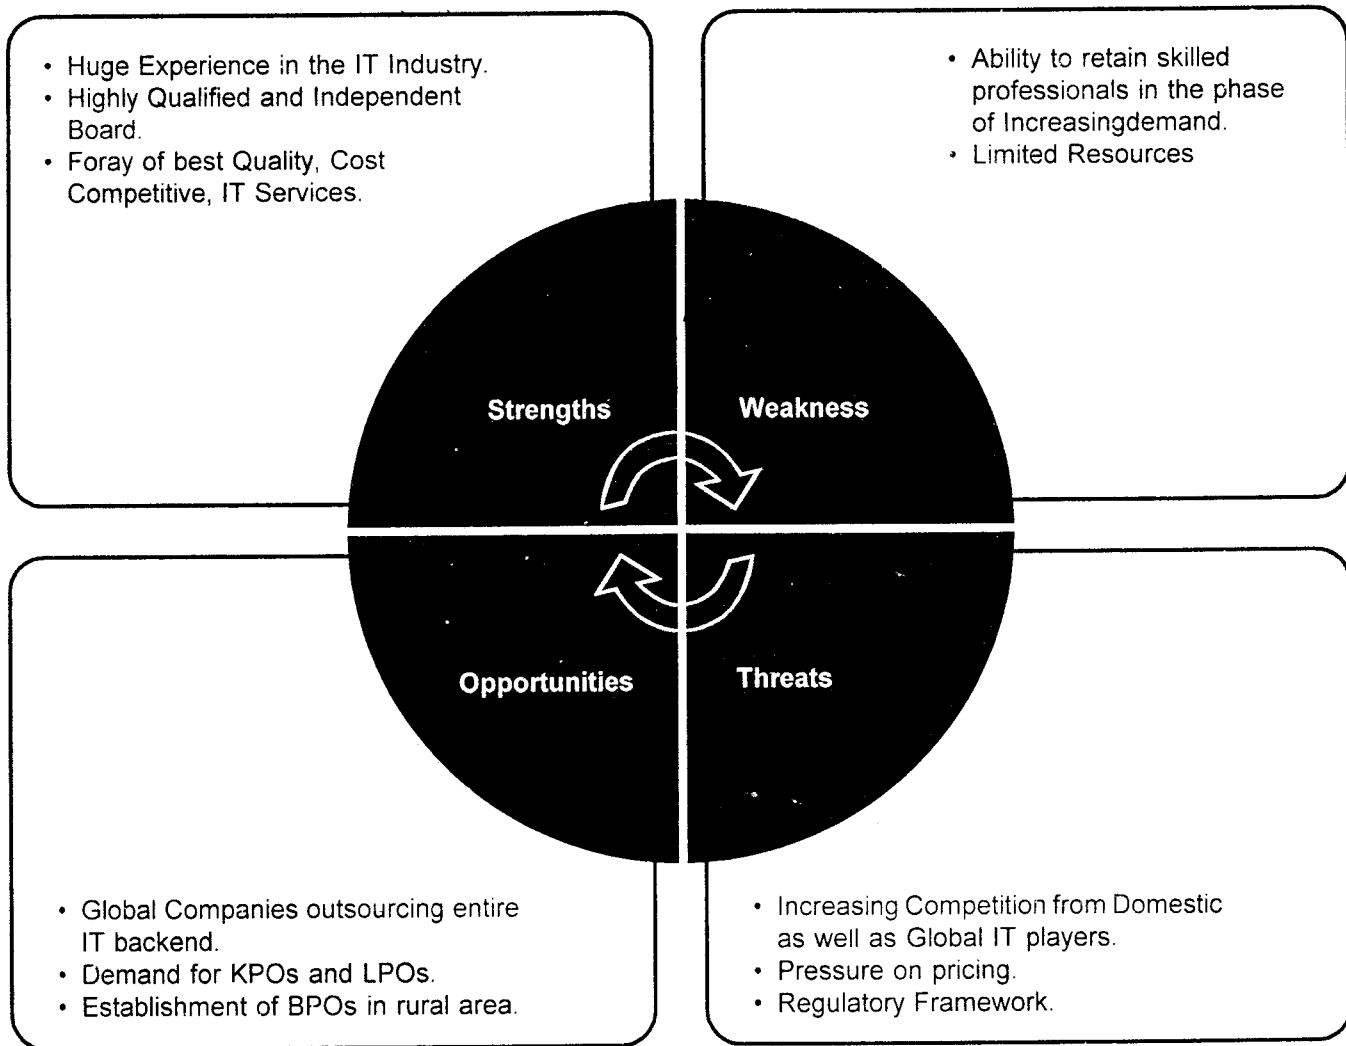 • Huge Experience in the IT Industry.
• Highly Qualified and Independent
Board.
• Foray of best Quality, Cost
Competitive, IT Services.
• Ability to retain skilled
professionals in the phase
of Increasingdemand.
• Limited Resources
Strengths
Weakness
Opportunities
Threats
• Global Companies outsourcing entire
IT backend.
• Demand for KPOs and LPOs.
• Establishment of BPOs in rural area.
• Increasing Competition from Domestic
as well as Global IT players.
• Pressure on pricing.
• Regulatory Framework.